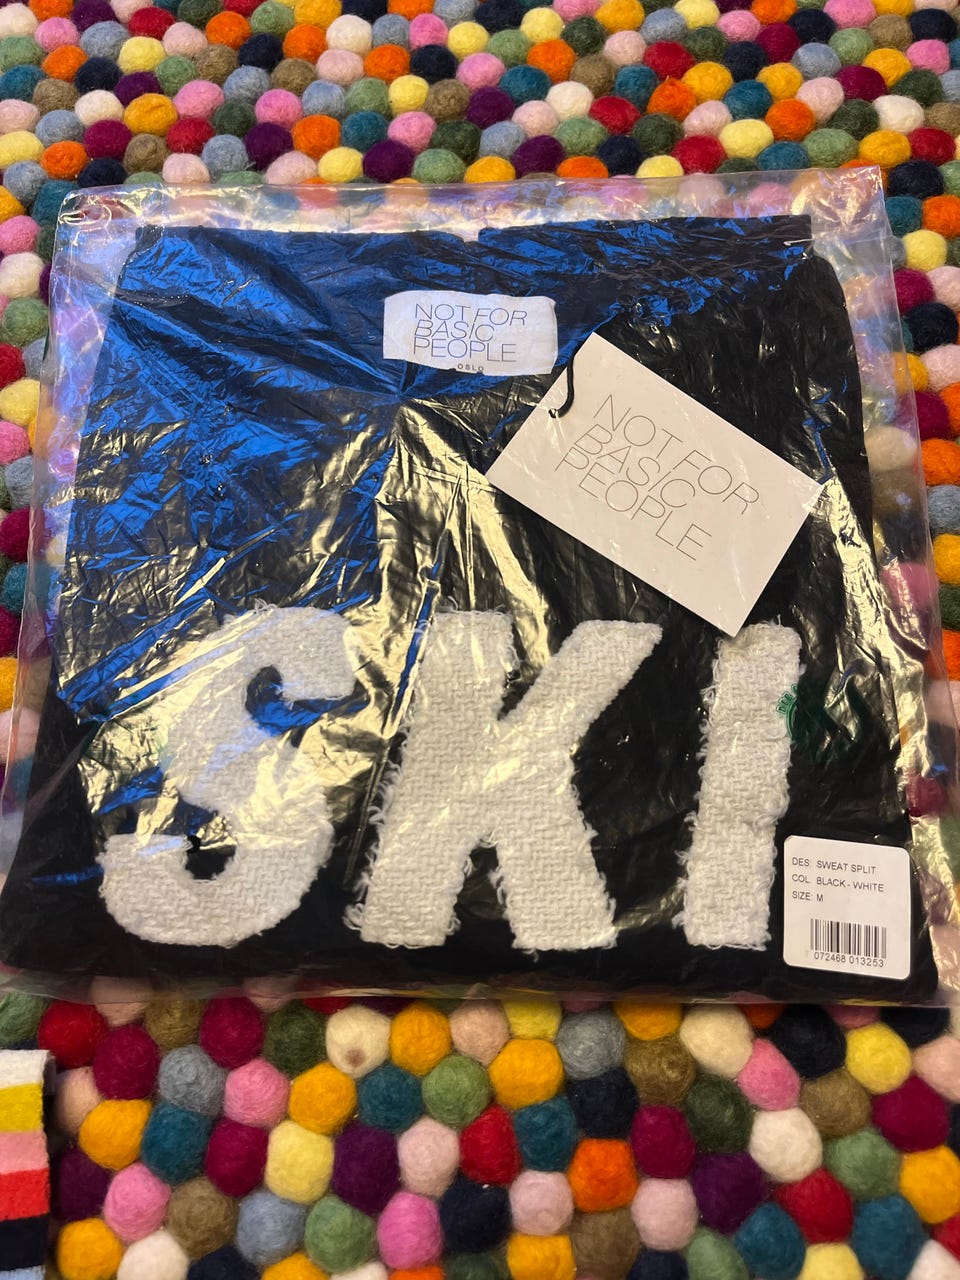 NOT FOR
BASIC
PEOPLE
OSLO
NOT FOR
BASIC
PEOPLE
SKI
DES: SWEAT SPLIT
COL. BLACK - WHITE
SIZE: M
072468 013253